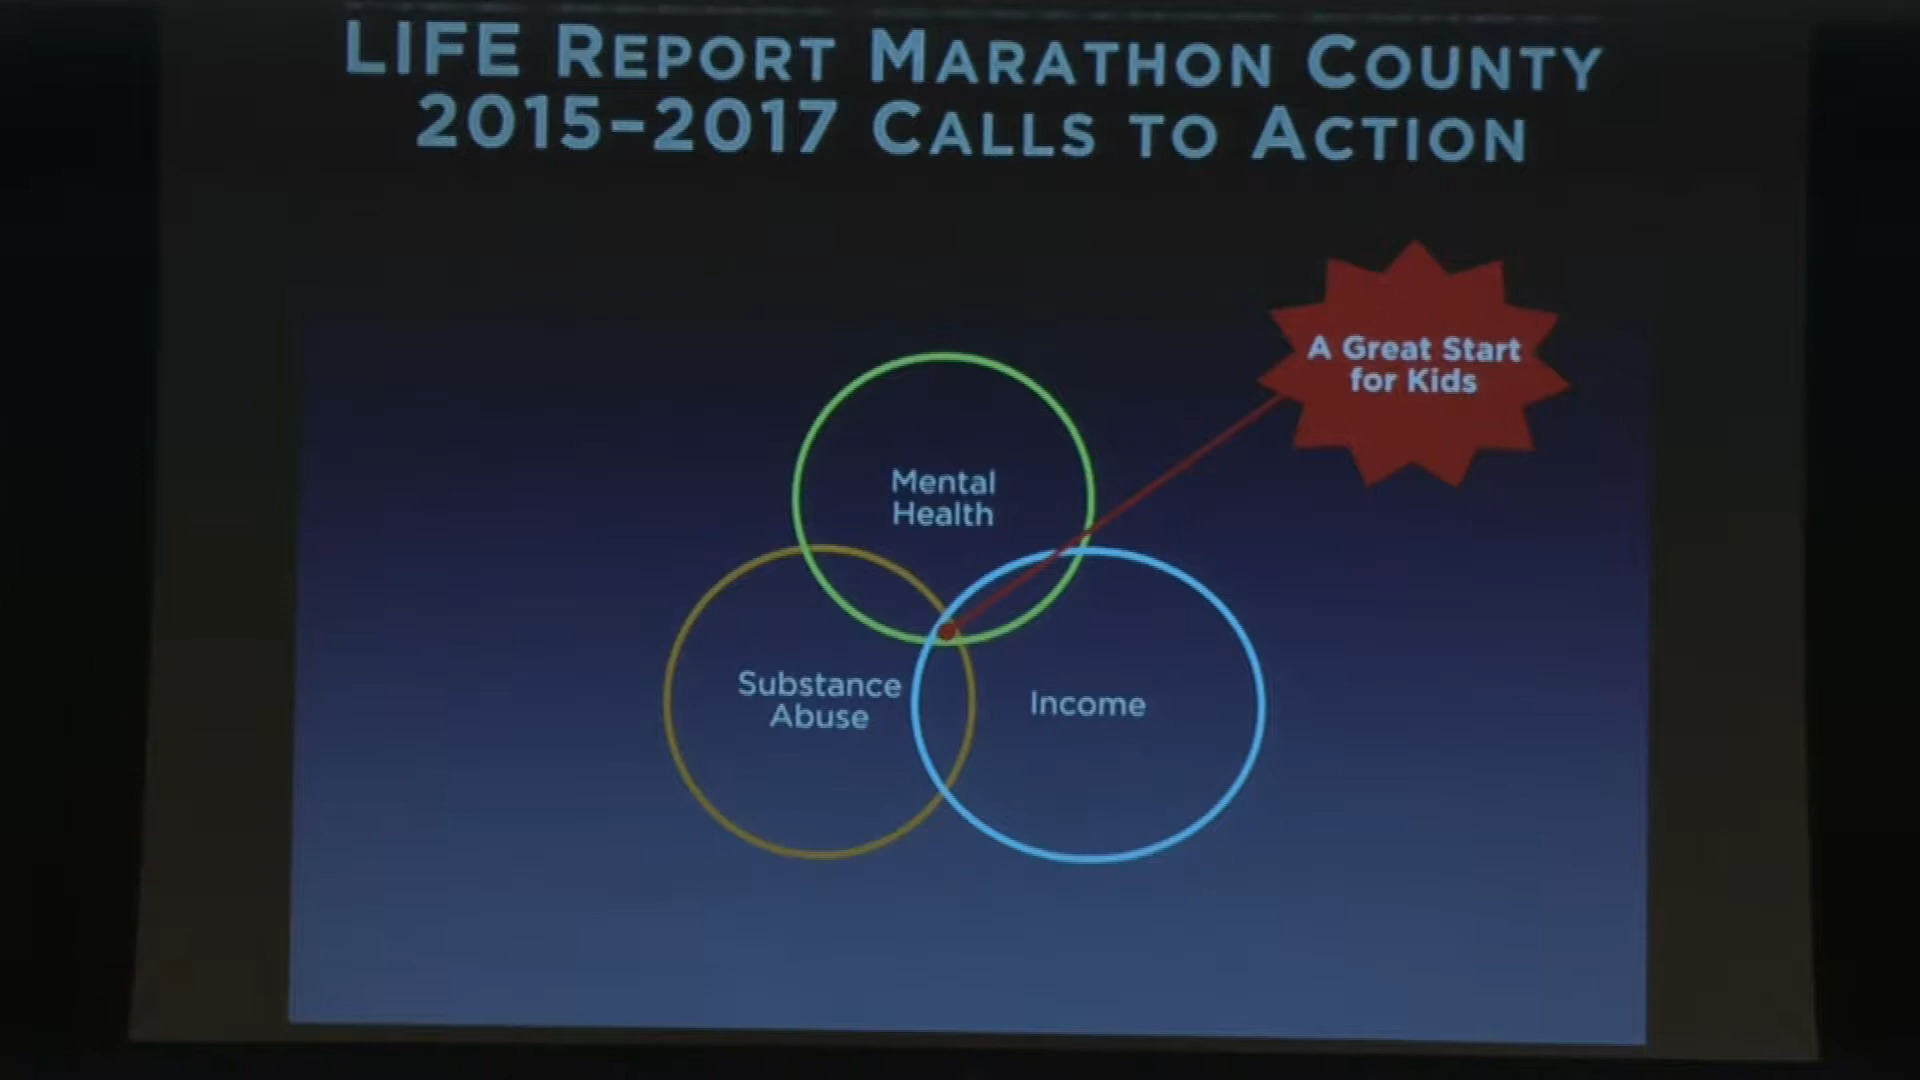 LIFE REPORT MARATHON COUNTY
2015–2017 CALLS TO ACTION
A Great Start
for Kids
Mental
Health
Substance
Abuse
Income